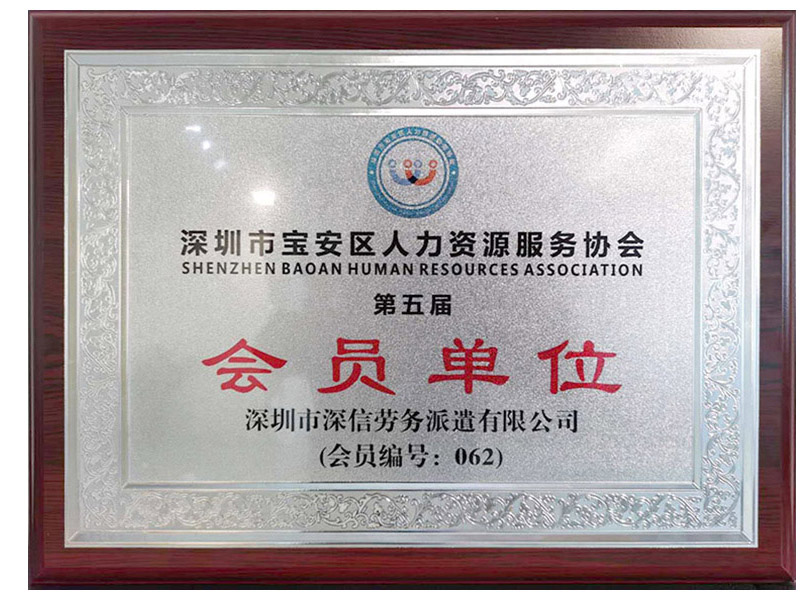 深圳市宝安区人力资源服务协会
SHENZHEN BAOAN HUMAN RESOURCES ASSOCIATION
第五届
会员单位
深圳市深信劳务派遣有限公司
(会员编号：062)